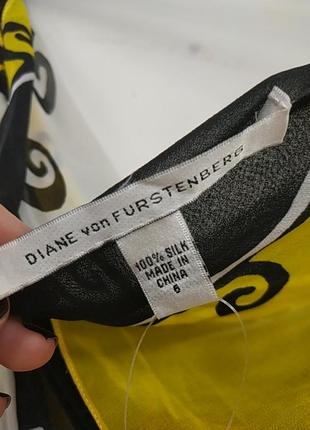 DIANE von FURSTENBERG
100% SILK
MADE IN
CHINA
6